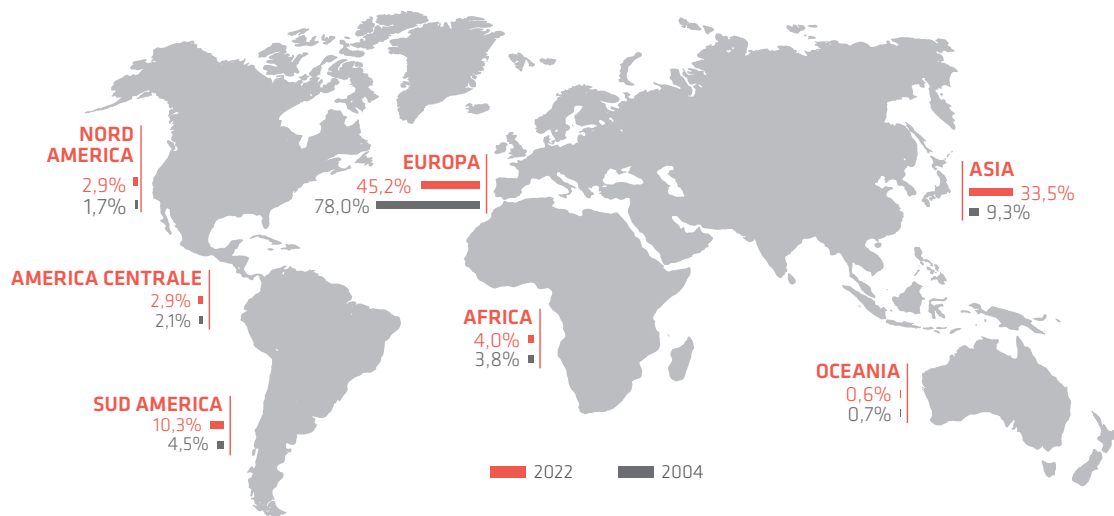 NORD
AMERICA
2,9%
1,7%
EUROPA
45,2%
78,0%
ASIA
33,5%
9,3%
AMERICA CENTRALE
2,9%
2,1%
AFRICA
4,0%
3,8%
OCEANIA
0,6%
0,7%
SUD AMERICA
10,3%
4,5%
2022
2004